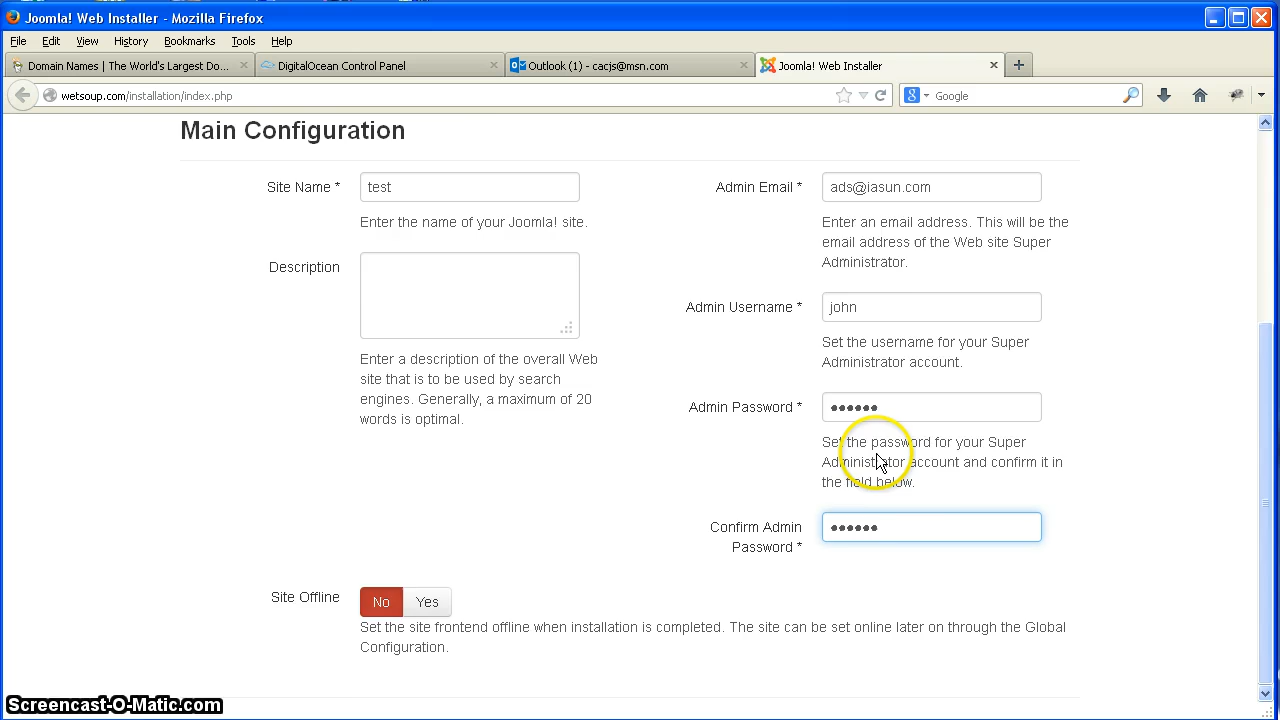 Joomla! Web Installer - Mozilla Firefox
File Edit View History Bookmarks Tools Help
Domain Names | The World's Largest Do...
DigitalOcean Control Panel
Outlook (1) - cacjs@msn.com
Joomla! Web Installer
wetsoup.com/installation/index.php
Google
Main Configuration
Site Name *
test
Enter the name of your Joomla! site.
Description
Enter a description of the overall Web
site that is to be used by search
engines. Generally, a maximum of 20
words is optimal.
Admin Email *
ads@iasun.com
Enter an email address. This will be the
email address of the Web site Super
Administrator.
Admin Username *
john
Set the username for your Super
Administrator account.
Admin Password *
••••••
Set the password for your Super
Administrator account and confirm it in
the field below.
Confirm Admin
Password *
••••••
Site Offline
No Yes
Set the site frontend offline when installation is completed. The site can be set online later on through the Global
Configuration.
Screencast-O-Matic.com